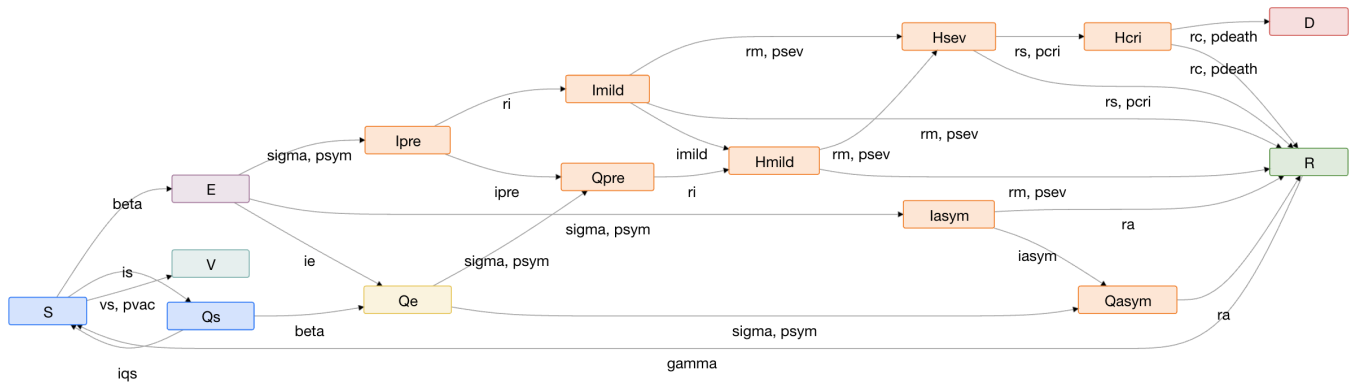 D
rc, pdeath
Hsev
Hcri
rm, psev
rs, pcri
rc, pdeath
Imild
ri
rs, pcri
Ipre
rm, psev
sigma, psym
imild
Hmild
rm, psev
R
Qpre
ipre
ri
rm, psev
E
beta
Iasym
sigma, psym
ra
ie
sigma, psym
iasym
V
is
vs, pvac
S
Qs
Qe
Qasym
beta
sigma, psym
ra
gamma
iqs